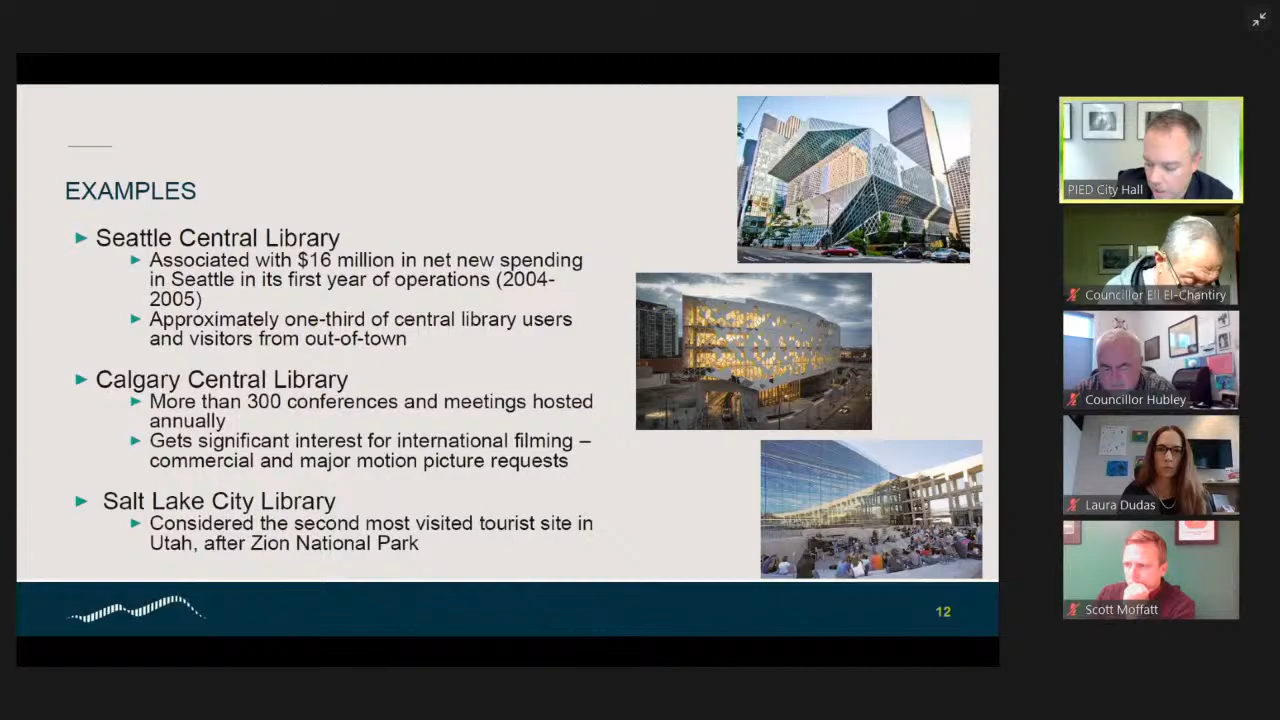 EXAMPLES
Seattle Central Library
Associated with $16 million in net new spending
in Seattle in its first year of operations (2004-
2005)
Approximately one-third of central library users
and visitors from out-of-town
Calgary Central Library
More than 300 conferences and meetings hosted
annually
Gets significant interest for international filming –
commercial and major motion picture requests
Salt Lake City Library
Considered the second most visited tourist site in
Utah, after Zion National Park
12
PIED City Hall
Councillor Eli El-Chantiry
Councillor Hubley
Laura Dudas
Scott Moffatt